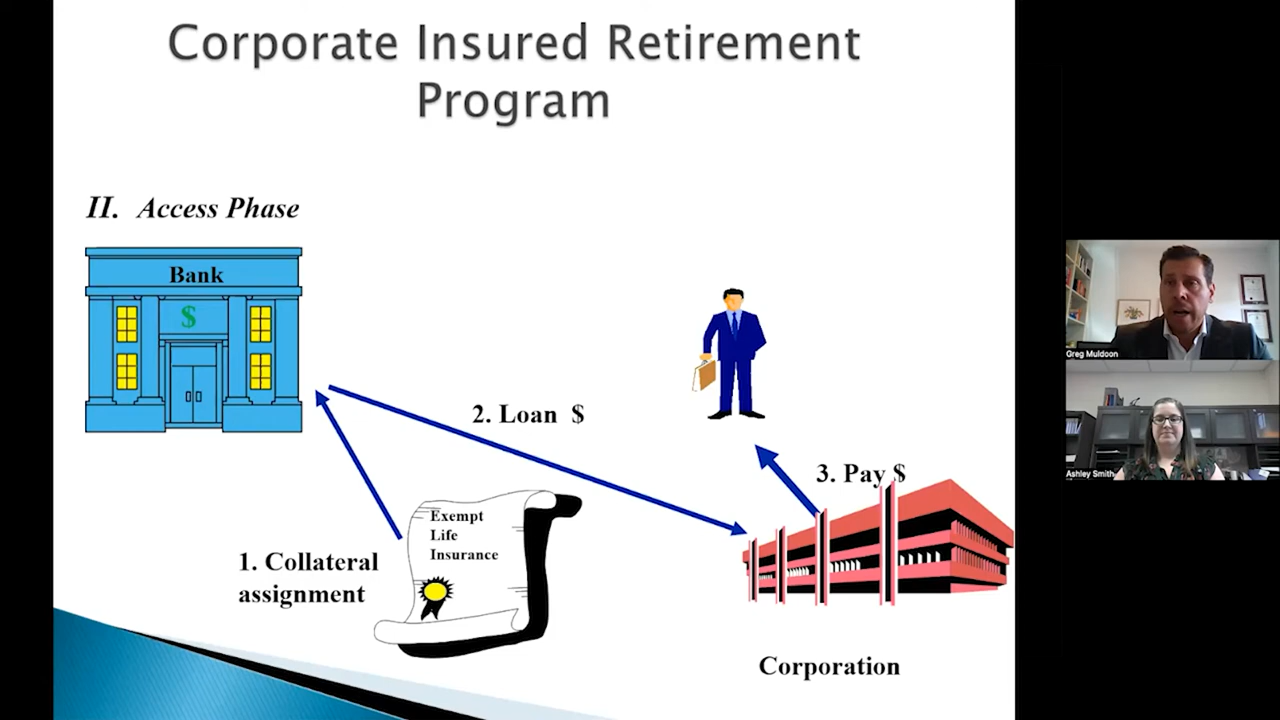 Corporate Insured Retirement
Program
II. Access Phase
Bank
$
2. Loan $
3. Pay $
Exempt
Life
Insurance
1. Collateral
assignment
Corporation
Greg Muldoon
Ashley Smith